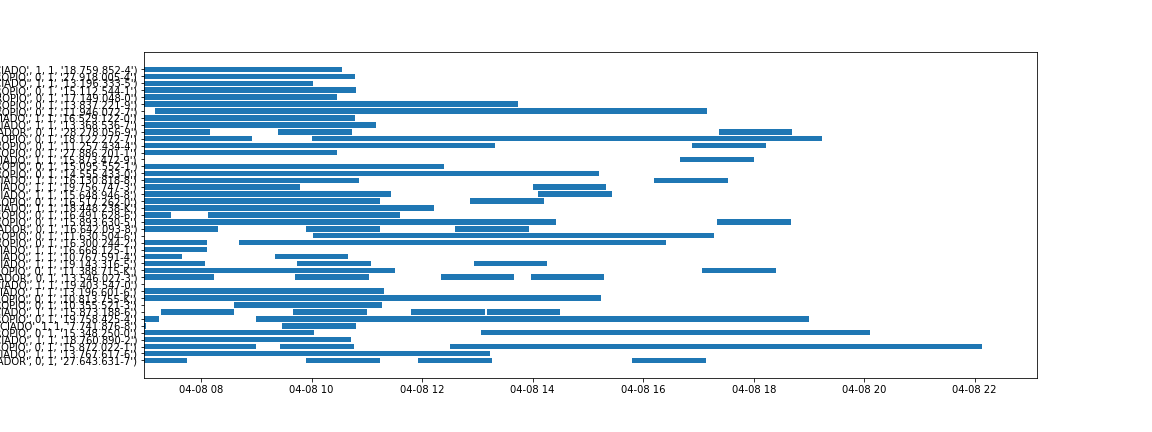 IADO', 1, 1, '18.759.852-4')
OPIO', 0, 1, '27.918.005-4')
IADO', 1, 1, '13.196.333-5')
OPIO', 0, 1, '15.112.544-1')
OPIO', 0, 1, '17.149.048-0')
OPIO', 0, 1, '13.837.221-9')
OPIO', 0, 1, '11.946.072-7')
IADO', 1, 1, '16.529.122-0')
IADO', 1, 1, '13.368.536-7')
ADOR', 0, 1, '28.278.056-9')
OPIO', 0, 1, '18.122.272-7')
OPIO', 0, 1, '11.257.434-4')
OPIO', 0, 1, '27.886.201-1')
IADO', 1, 1, '15.873.472-9')
OPIO', 0, 1, '15.095.552-1')
OPIO', 0, 1, '14.555.433-0')
IADO', 1, 1, '16.130.818-8')
IADO', 1, 1, '19.756.747-3')
IADO', 1, 1, '15.648.946-8')
OPIO', 0, 1, '16.517.262-0')
IADO', 1, 1, '18.448.238-K')
OPIO', 0, 1, '16.491.628-6')
OPIO', 0, 1, '15.893.630-5')
ADOR', 0, 1, '16.642.093-8')
OPIO', 0, 1, '11.630.504-6')
OPIO', 0, 1, '16.300.244-2')
IADO', 1, 1, '16.668.125-1')
IADO', 1, 1, '10.767.591-4')
IADO', 1, 1, '19.143.316-5')
OPIO', 0, 1, '11.388.715-K')
ADOR', 0, 1, '13.546.027-3')
IADO', 1, 1, '19.403.547-0')
IADO', 1, 1, '13.196.601-6')
OPIO', 0, 1, '10.813.755-K')
OPIO', 0, 1, '10.355.521-3')
IADO', 1, 1, '15.873.188-6')
OPIO', 0, 1, '19.758.425-4')
CIADO', 1, 1, '7.741.876-8')
OPIO', 0, 1, '15.348.250-0')
IADO', 1, 1, '18.760.890-2')
OPIO', 0, 1, '15.872.022-1')
IADO', 1, 1, '13.767.617-6')
ADOR', 0, 1, '27.643.631-7')
04-08 08 04-08 10 04-08 12 04-08 14 04-08 16 04-08 18 04-08 20 04-08 22